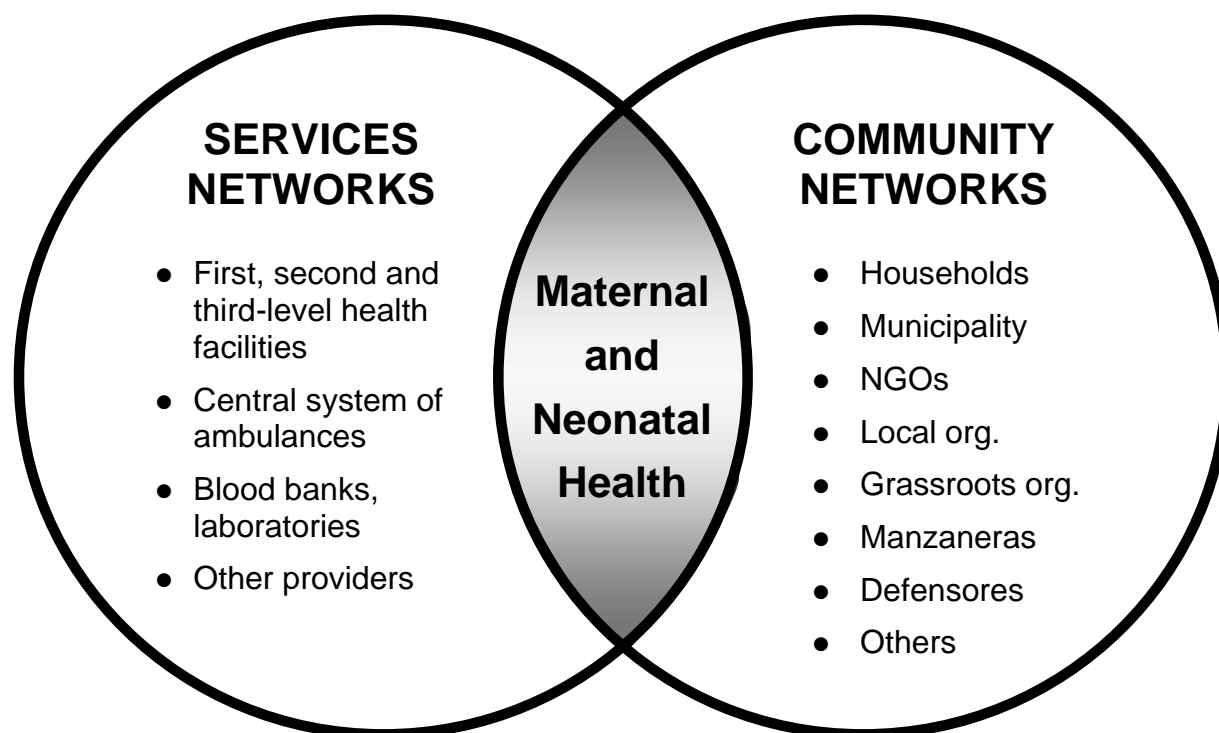 SERVICES
NETWORKS
● First, second and
third-level health
facilities
● Central system of
ambulances
● Blood banks,
laboratories
● Other providers
Maternal
and
Neonatal
Health
COMMUNITY
NETWORKS
● Households
● Municipality
● NGOs
● Local org.
● Grassroots org.
● Manzaneras
● Defensores
● Others